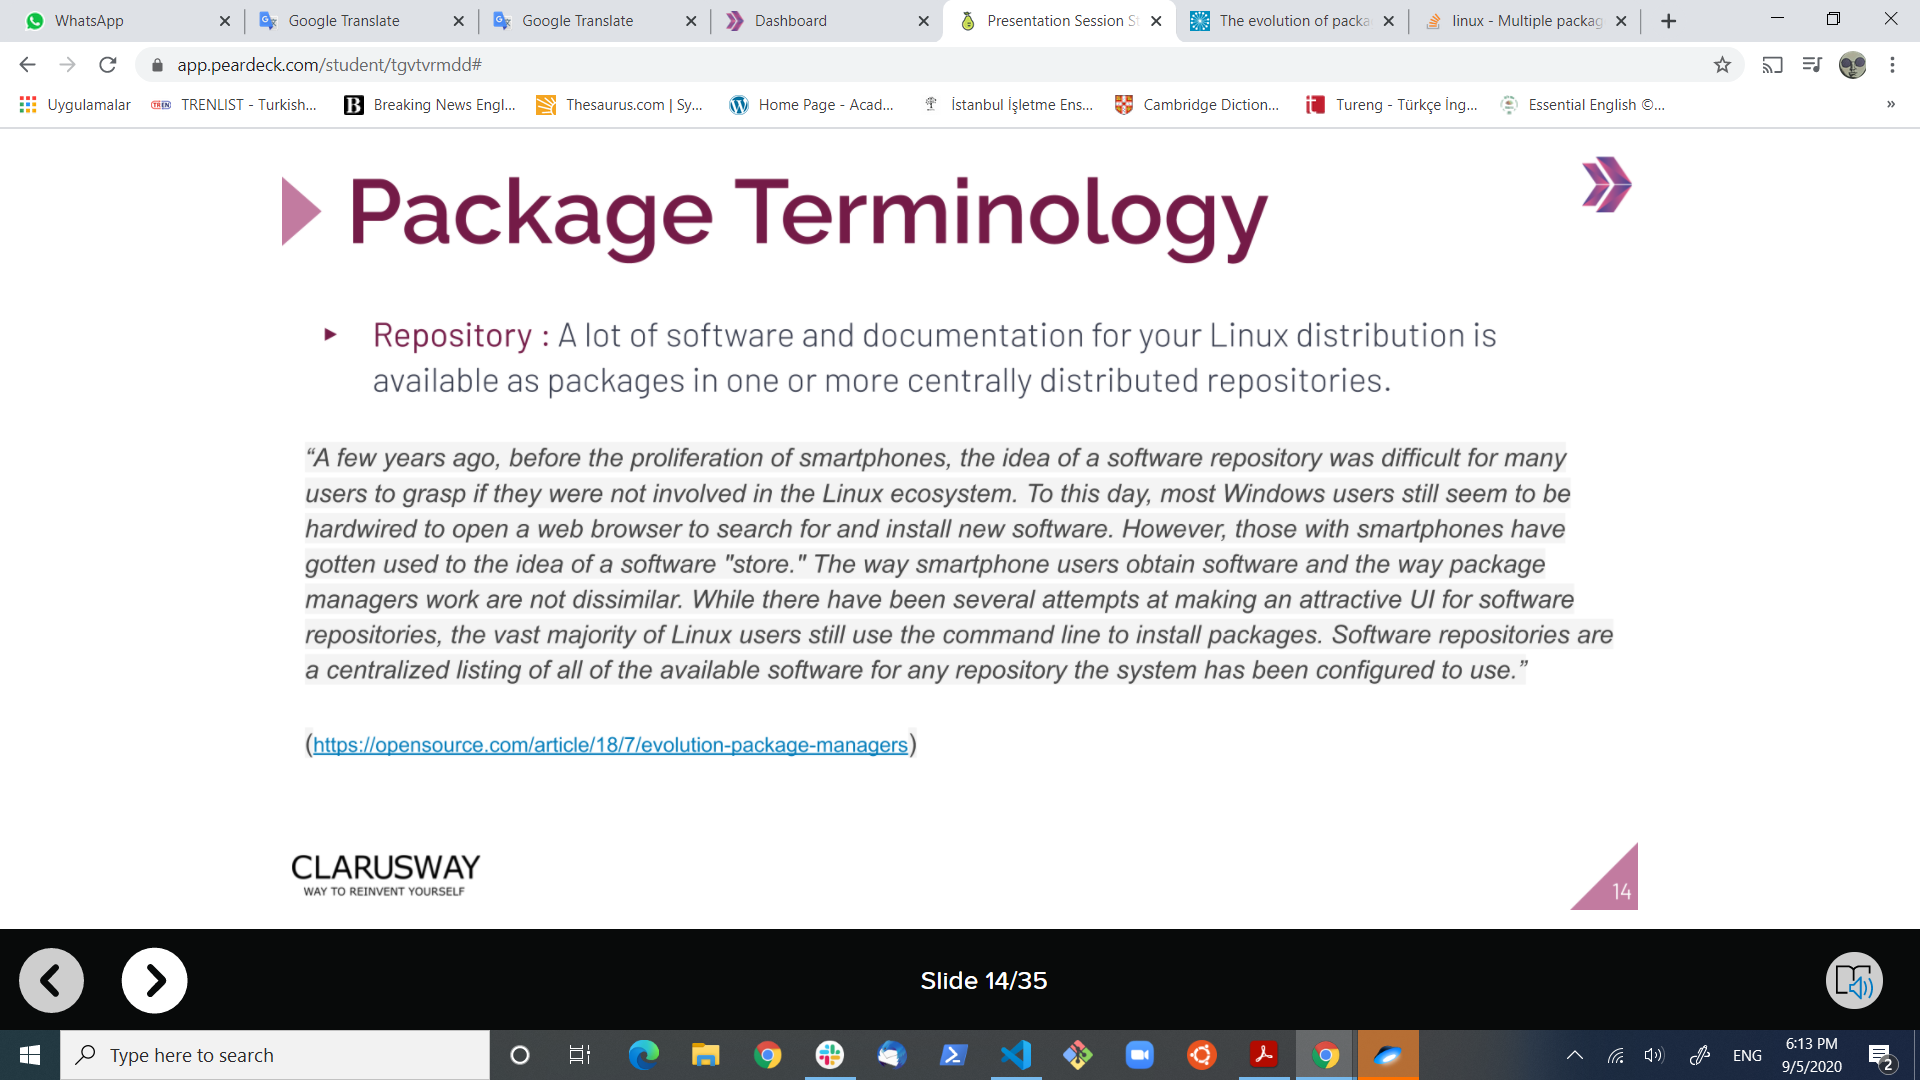 WhatsApp
Google Translate
Google Translate
Dashboard
Presentation Session
The evolution of packa
linux - Multiple packag
app.peardeck.com/student/tgvtvrmdd#
Uygulamalar
TREN TRENLIST - Turkish...
B Breaking News Engl...
Thesaurus.com | Sy...
Home Page - Acad...
İstanbul İşletme Ens...
Cambridge Diction...
Tureng - Türkçe İng...
Essential English ©...
»
Package Terminology
Repository : A lot of software and documentation for your Linux distribution is
available as packages in one or more centrally distributed repositories.
“A few years ago, before the proliferation of smartphones, the idea of a software repository was difficult for many
users to grasp if they were not involved in the Linux ecosystem. To this day, most Windows users still seem to be
hardwired to open a web browser to search for and install new software. However, those with smartphones have
gotten used to the idea of a software "store." The way smartphone users obtain software and the way package
managers work are not dissimilar. While there have been several attempts at making an attractive UI for software
repositories, the vast majority of Linux users still use the command line to install packages. Software repositories are
a centralized listing of all of the available software for any repository the system has been configured to use.”
(https://opensource.com/article/18/7/evolution-package-managers)
CLARUSWAY
WAY TO REINVENT YOURSELF
14
Slide 14/35
Type here to search
ENG
6:13 PM
9/5/2020
2